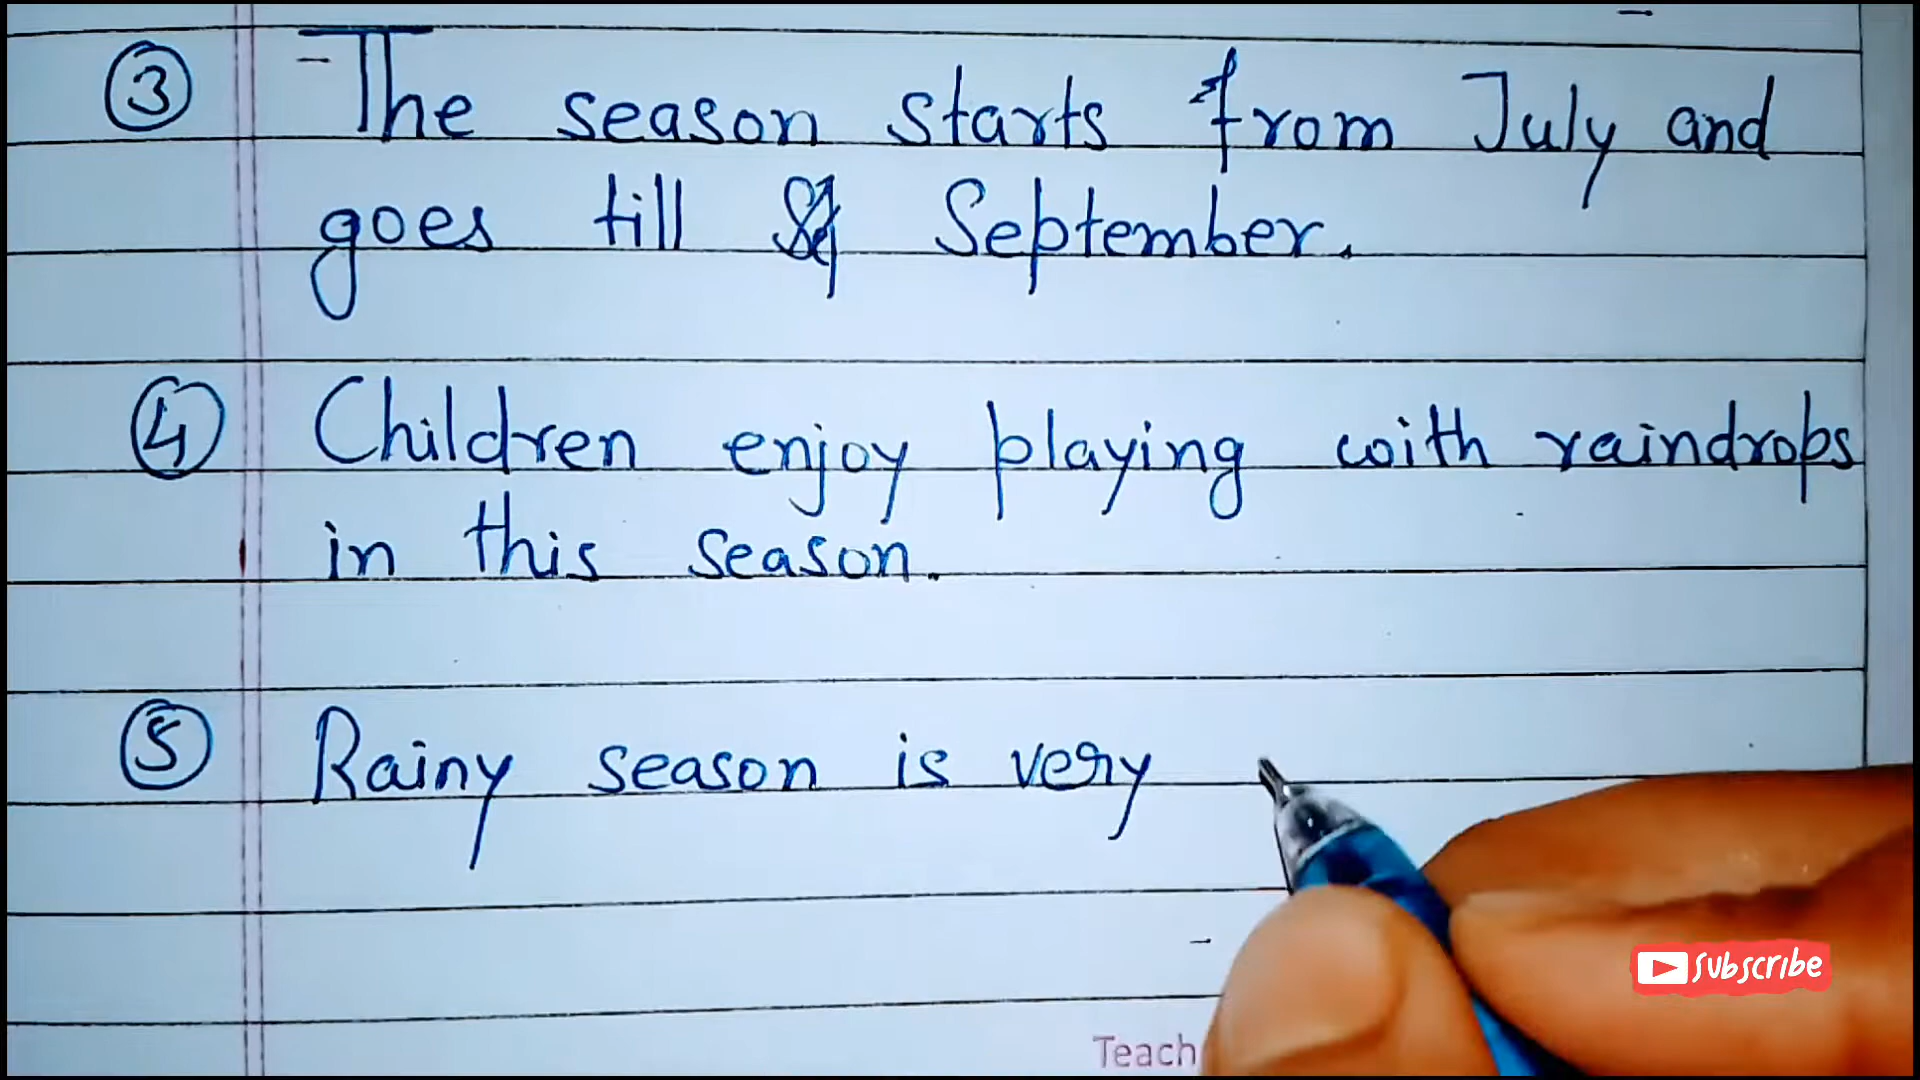 ③ The season starts from July and
goes till September.
④ Children enjoy playing with raindrops
in this season.
⑤ Rainy season is very
Subscribe
Teach